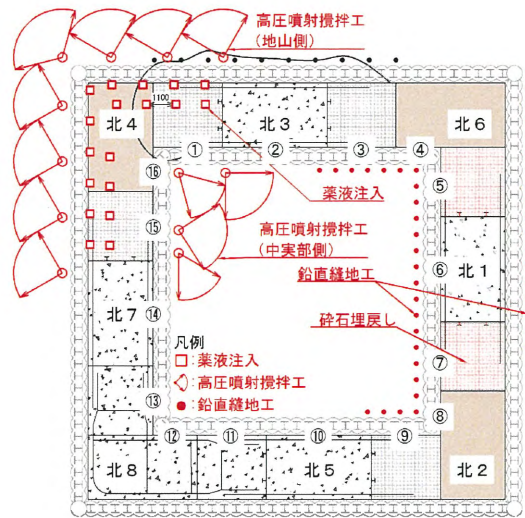 高圧噴射攪拌工
(地山側)
1100
北4
北3
北6
① ② ③ ④
⑯
⑤
薬液注入
⑮
高圧噴射攪拌工
(中実部側)
⑥
北1
鉛直縫地工
北7
⑭
砕石埋戻し
凡例
⑦
:薬液注入
:高圧噴射攪拌工
:鉛直縫地工
⑬
⑧
⑫ ⑪ ⑩ ⑨
北8
北5
北2